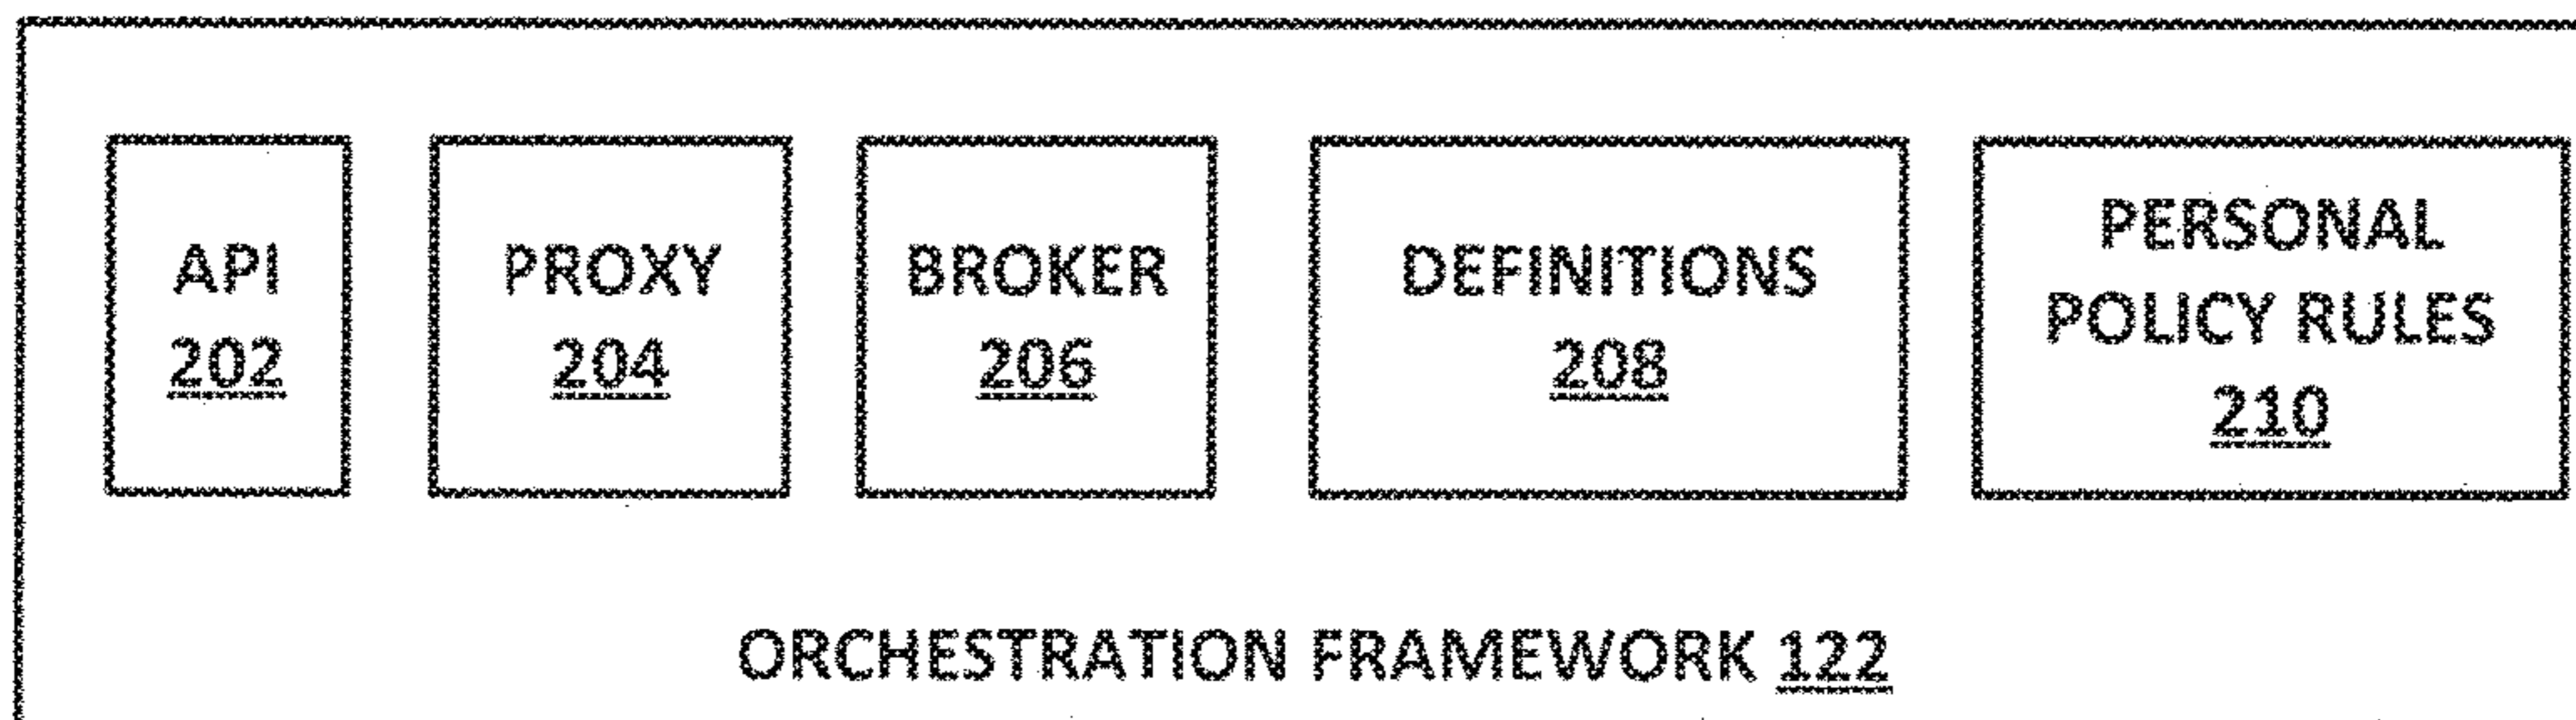 API
202
PROXY
204
BROKER
206
DEFINITIONS
208
PERSONAL
POLICY RULES
210
ORCHESTRATION FRAMEWORK 122